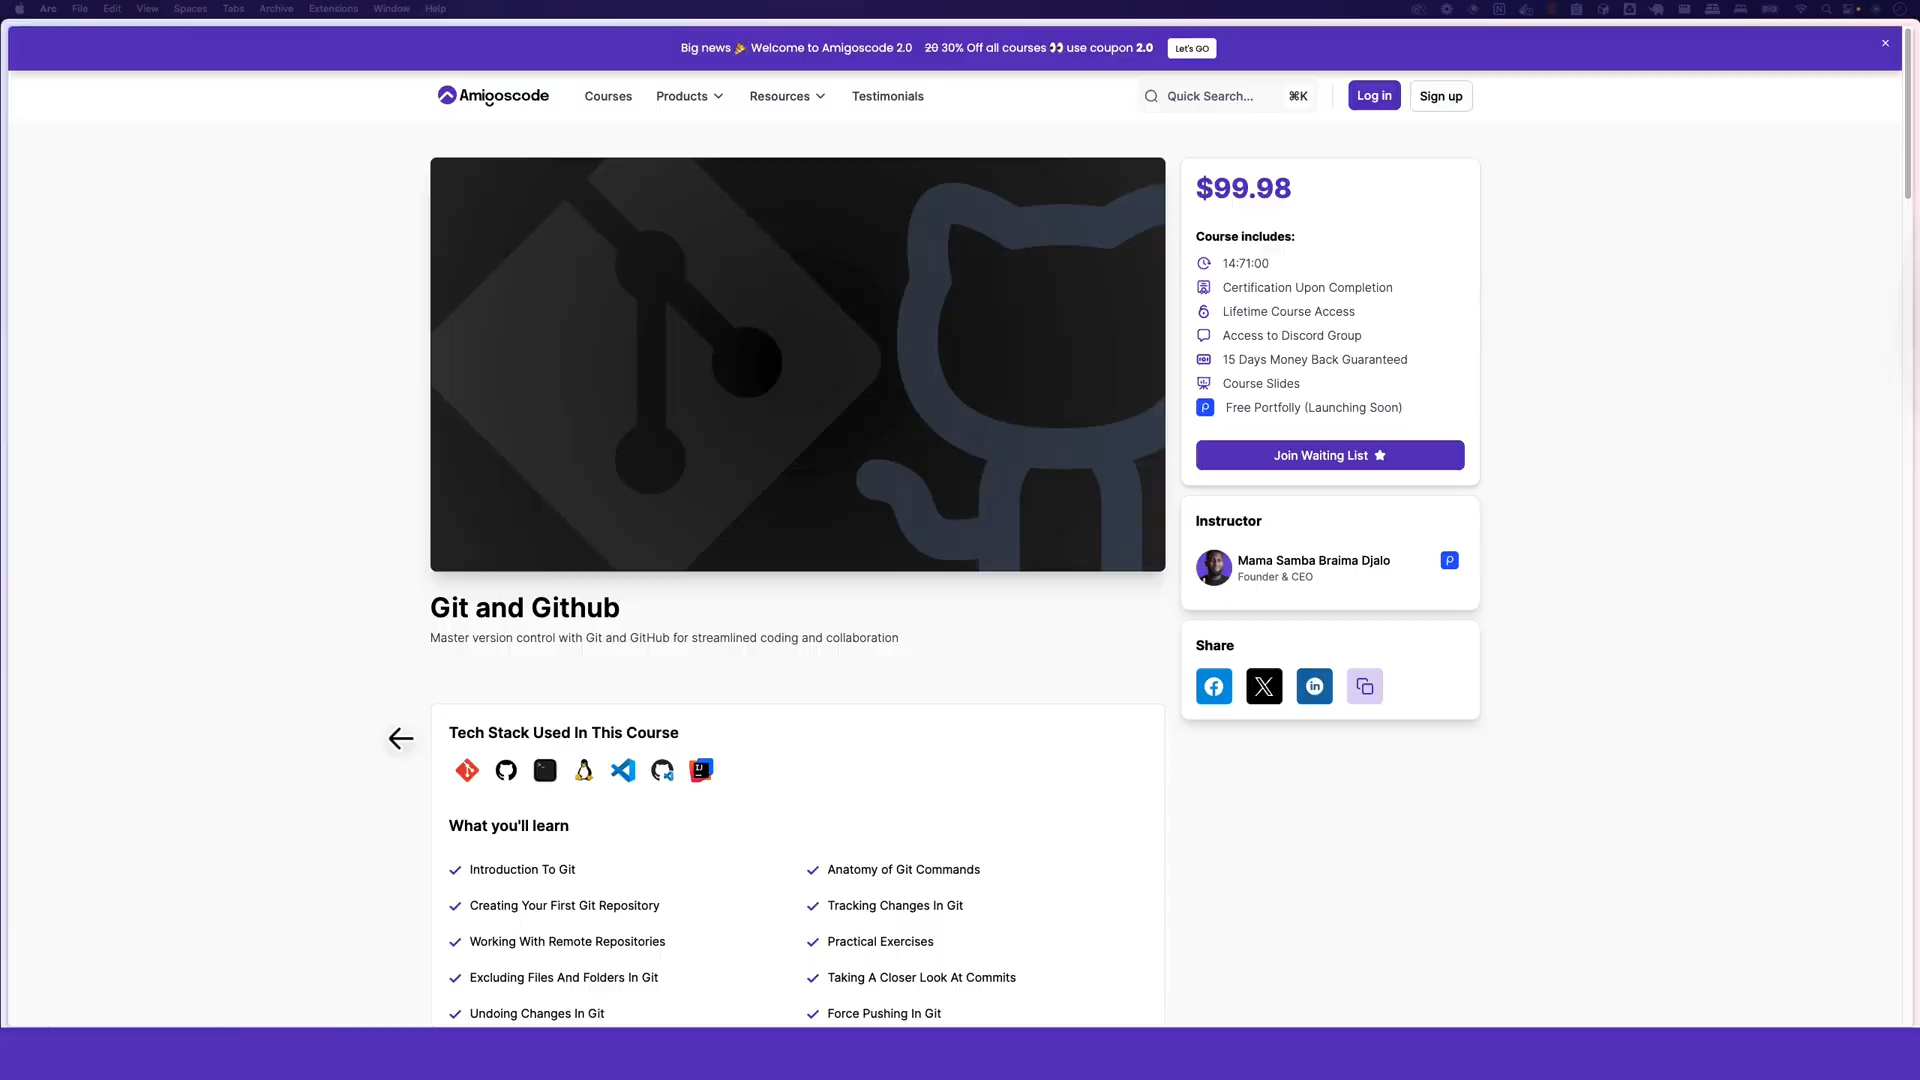 Arc File Edit View Spaces Tabs Archive Extensions Window Help
Big news 🎉 Welcome to Amigoscode 2.0 20 30% Off all courses 👀 use coupon 2.0 Let's GO
Amigoscode Courses Products Resources Testimonials Quick Search... ⌘K Log in Sign up
$99.98
Course includes:
14:71:00
Certification Upon Completion
Lifetime Course Access
Access to Discord Group
15 Days Money Back Guaranteed
Course Slides
Free Portfolly (Launching Soon)
Join Waiting List
Instructor
Mama Samba Braima Djalo
Founder & CEO
Share
Git and Github
Master version control with Git and GitHub for streamlined coding and collaboration
Tech Stack Used In This Course
What you'll learn
Introduction To Git
Anatomy of Git Commands
Creating Your First Git Repository
Tracking Changes In Git
Working With Remote Repositories
Practical Exercises
Excluding Files And Folders In Git
Taking A Closer Look At Commits
Undoing Changes In Git
Force Pushing In Git